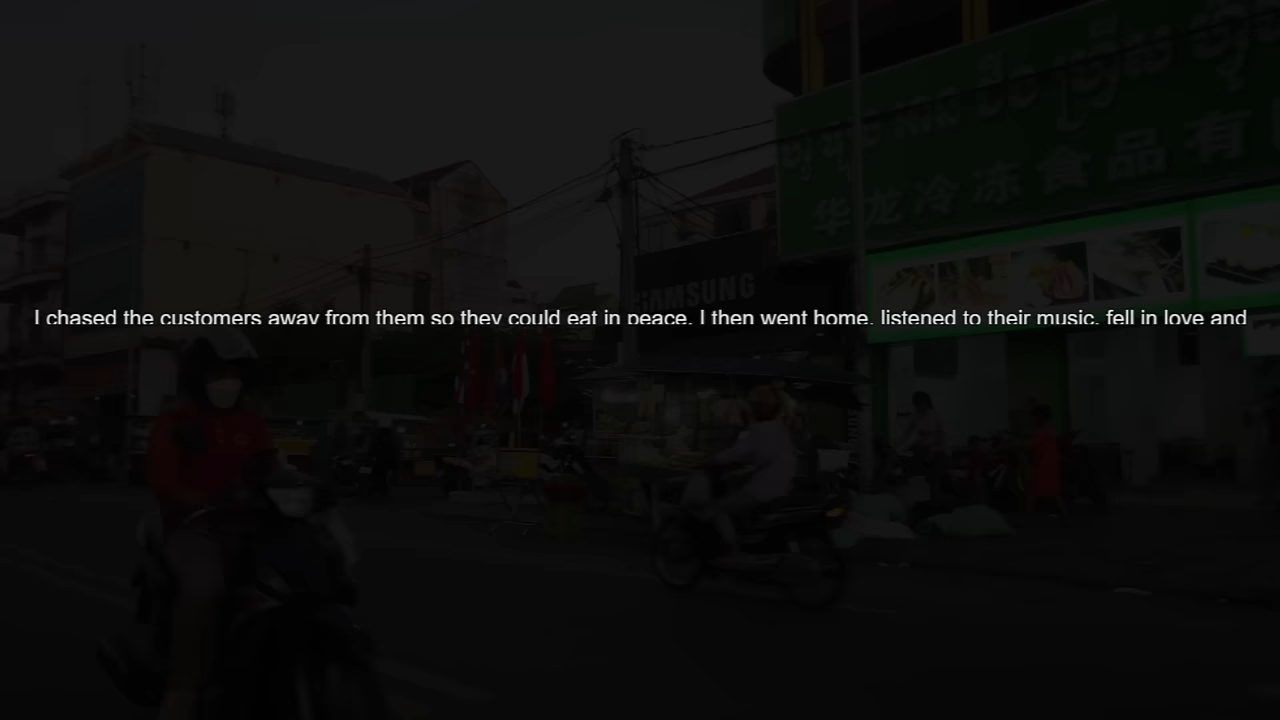 华龙冷冻食品有
SAMSUNG
I chased the customers away from them so they could eat in peace. I then went home, listened to their music, fell in love and